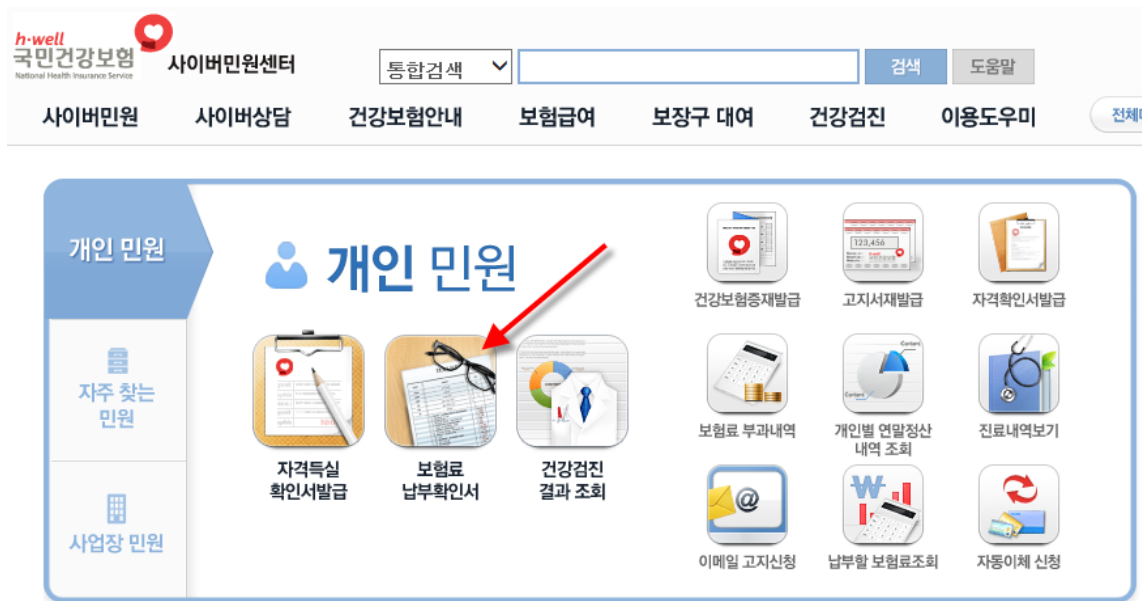 h·well
국민건강보험
National Health Insurance Service
사이버민원센터
통합검색
검색
도움말
사이버민원
사이버상담
건강보험안내
보험급여
보장구 대여
건강검진
이용도우미
개인 민원
자주 찾는
민원
사업장 민원
개인 민원
자격득실
확인서발급
보험료
납부확인서
건강검진
결과 조회
건강보험증재발급
고지서재발급
123,456
자격확인서발급
보험료 부과내역
개인별 연말정산
내역 조회
진료내역보기
이메일 고지신청
납부할 보험료조회
자동이체 신청